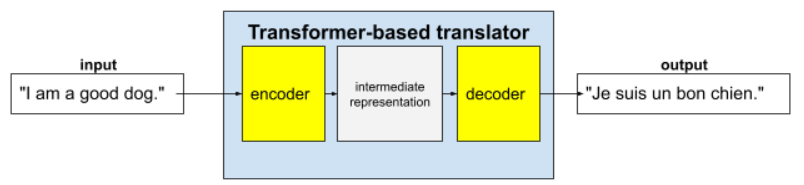 Transformer-based translator
input
"I am a good dog."
encoder
intermediate
representation
decoder
output
"Je suis un bon chien."